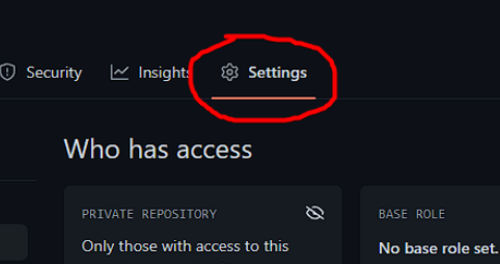 Security Insights Settings
Who has access
PRIVATE REPOSITORY
Only those with access to this
BASE ROLE
No base role set.